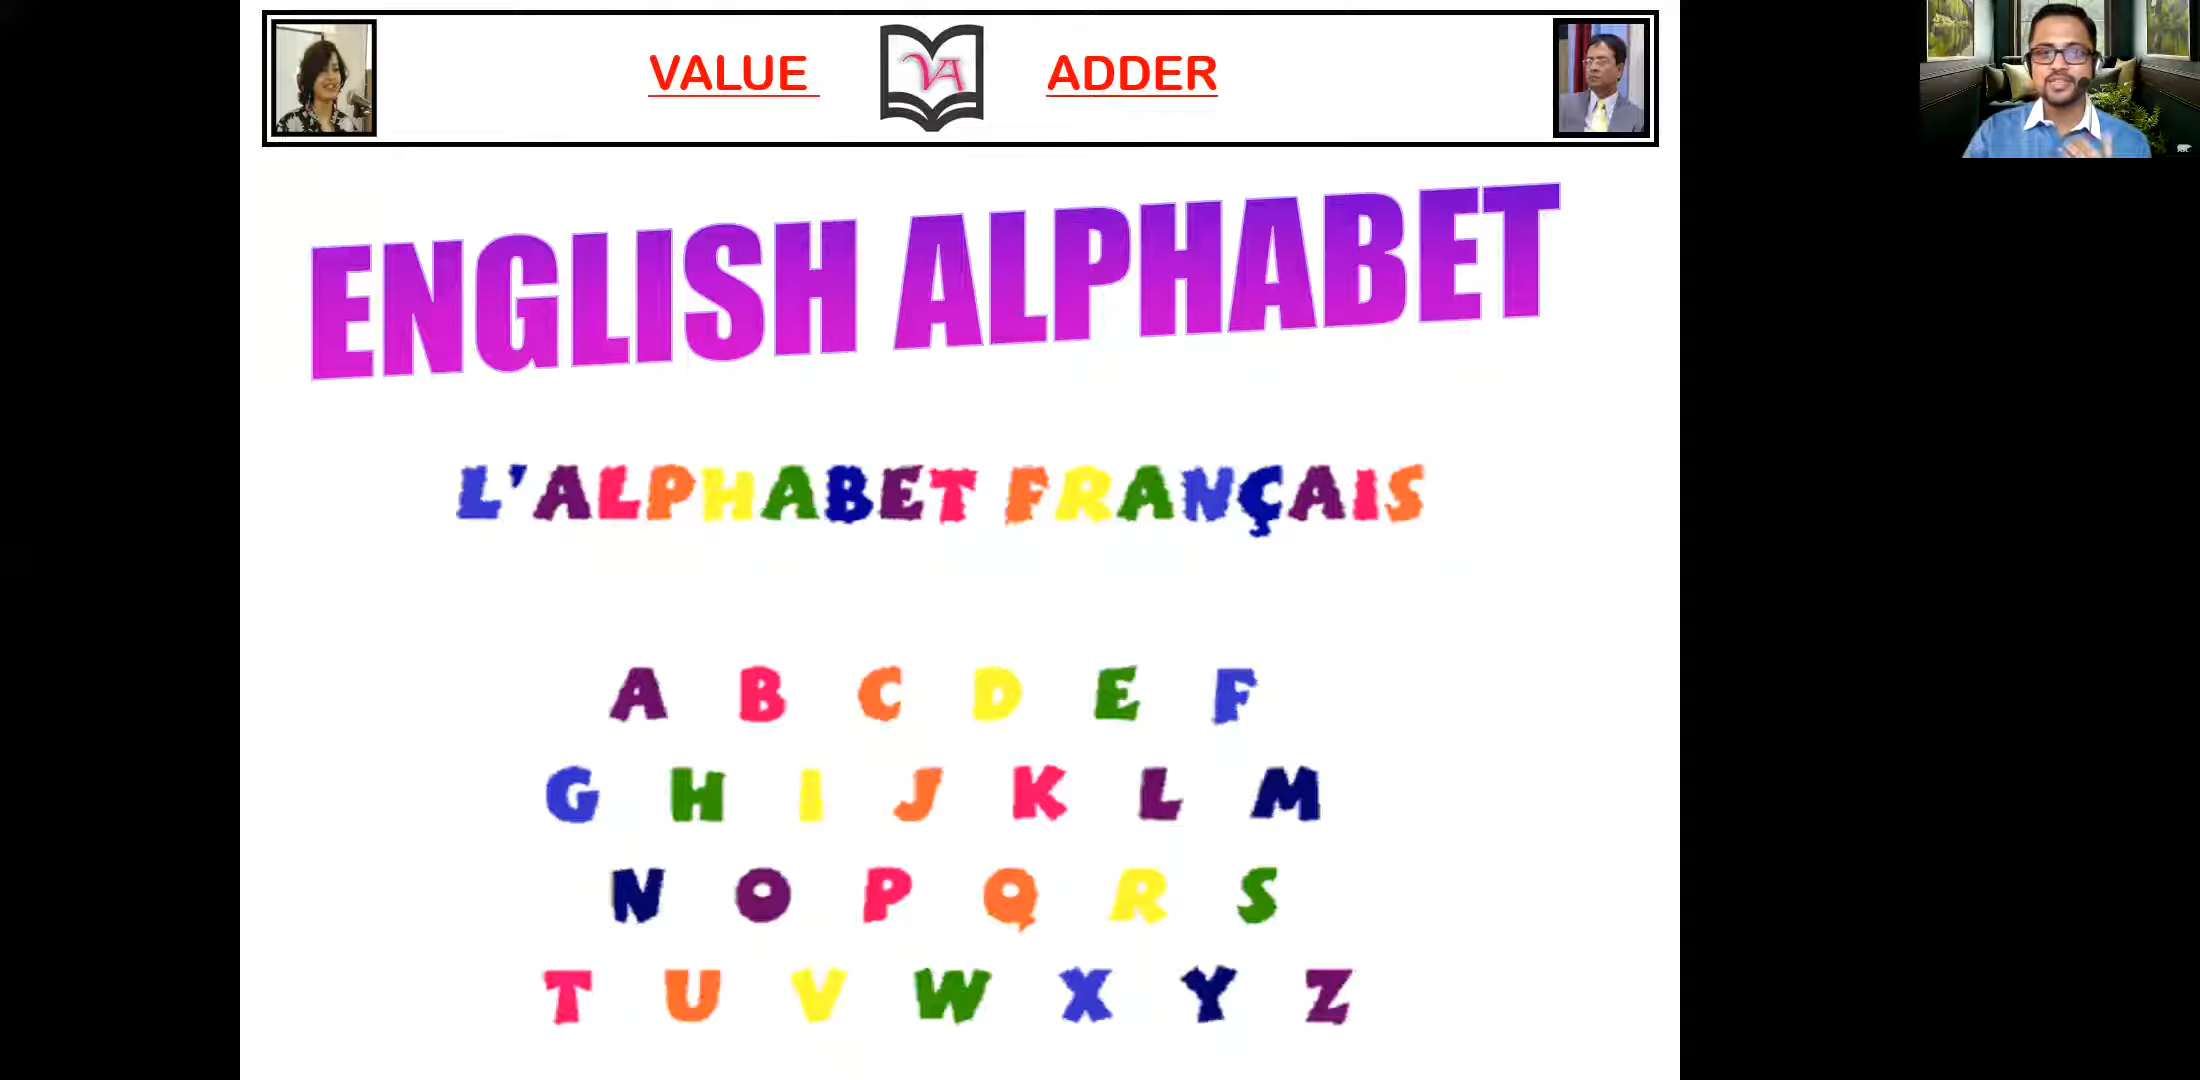 VALUE VA ADDER
ENGLISH ALPHABET
L'ALPHABET FRANÇAIS
A B C D E F
G H I J K L M
N O P Q R S
T U V W X Y Z